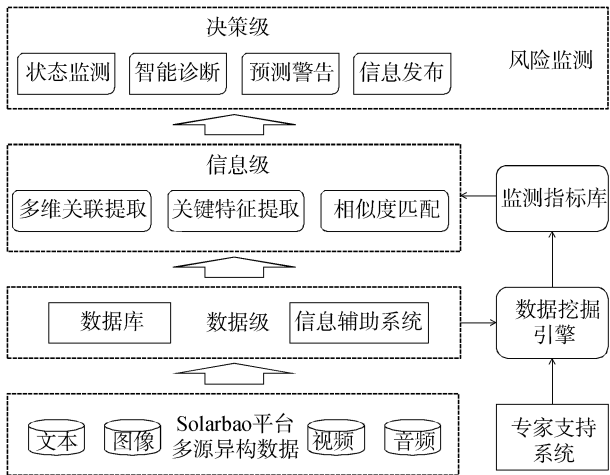 决策级
状态监测
智能诊断
预测警告
信息发布
风险监测
信息级
多维关联提取
关键特征提取
相似度匹配
监测指标库
数据库
数据级
信息辅助系统
数据挖掘
引擎
文本
图像
Solarbao平台
多源异构数据
视频
音频
专家支持
系统